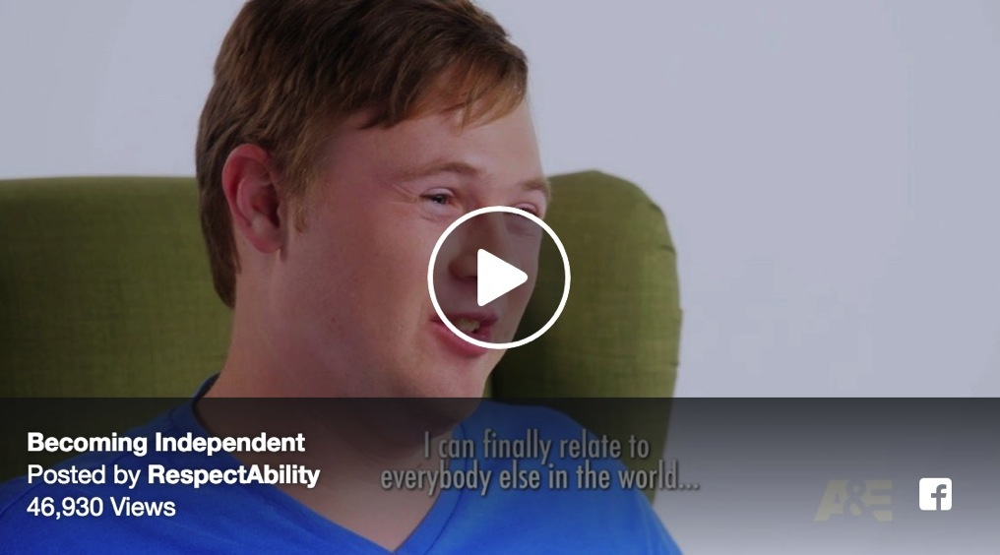 Becoming Independent
Posted by RespectAbility
46,930 Views
I can finally relate to
everybody else in the world...
A&E